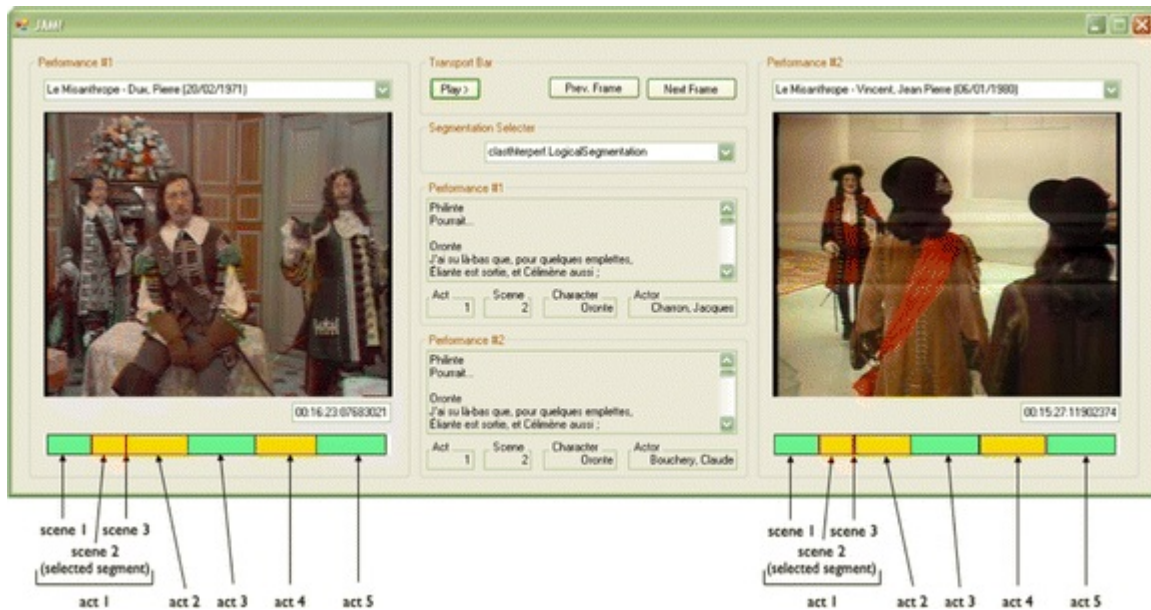 JAM!
Performance #1
Le Misanthrope - Dux, Pierre (20/02/1971)
00:16:23:07683021
Transport Bar
Play >
Prev. Frame
Next Frame
Segmentation Selecter
clasthterperf.LogicalSegmentation
Performance #1
Philinte
Pourrait...
Oronte
J'ai su là-bas que, pour quelques emplettes,
Éliante est sortie, et Célimène aussi ;
Act Scene Character Actor
1 2 Oronte Charron, Jacques
Performance #2
Philinte
Pourrait...
Oronte
J'ai su là-bas que, pour quelques emplettes,
Éliante est sortie, et Célimène aussi ;
Act Scene Character Actor
1 2 Oronte Bouchery, Claude
Performance #2
Le Misanthrope - Vincent, Jean Pierre (06/01/1980)
00:15:27:11902374
scene 1 scene 3
scene 2
(selected segment)
act 1 act 2 act 3 act 4 act 5
scene 1 scene 3
scene 2
(selected segment)
act 1 act 2 act 3 act 4 act 5